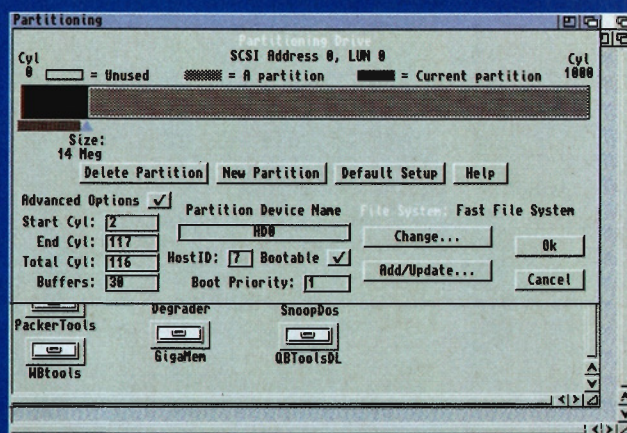 Partitioning
Partitioning Drive
SCSI Address 0, LUN 0
Cyl
0
= Unused
= A partition
= Current partition
Cyl
1000
Size:
14 Meg
Delete Partition
New Partition
Default Setup
Help
Advanced Options
Start Cyl: 2
End Cyl: 117
Total Cyl: 116
Buffers: 30
Partition Device Name
HD0
HostID: 7 Bootable
Boot Priority: 1
File System: Fast File System
Change...
Add/Update...
Ok
Cancel
PackerTools
Degrader
SnoopDos
WBtools
GigaMem
QBToolsDL